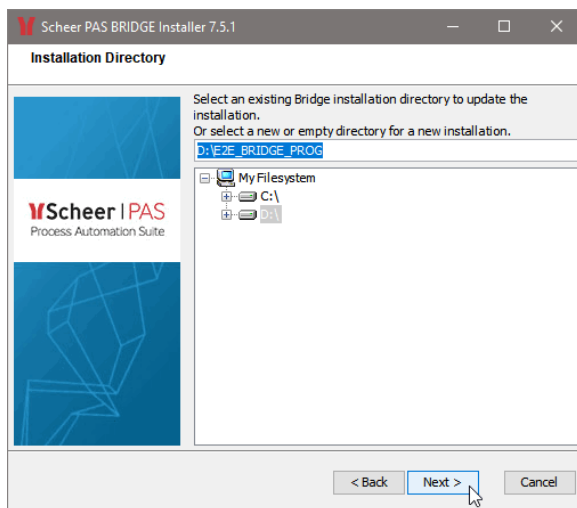 Scheer PAS BRIDGE Installer 7.5.1
Installation Directory
Select an existing Bridge installation directory to update the
installation.
Or select a new or empty directory for a new installation.
D:\E2E_BRIDGE_PROG
My Filesystem
C:\
D:\
Scheer PAS
Process Automation Suite
< Back Next > Cancel